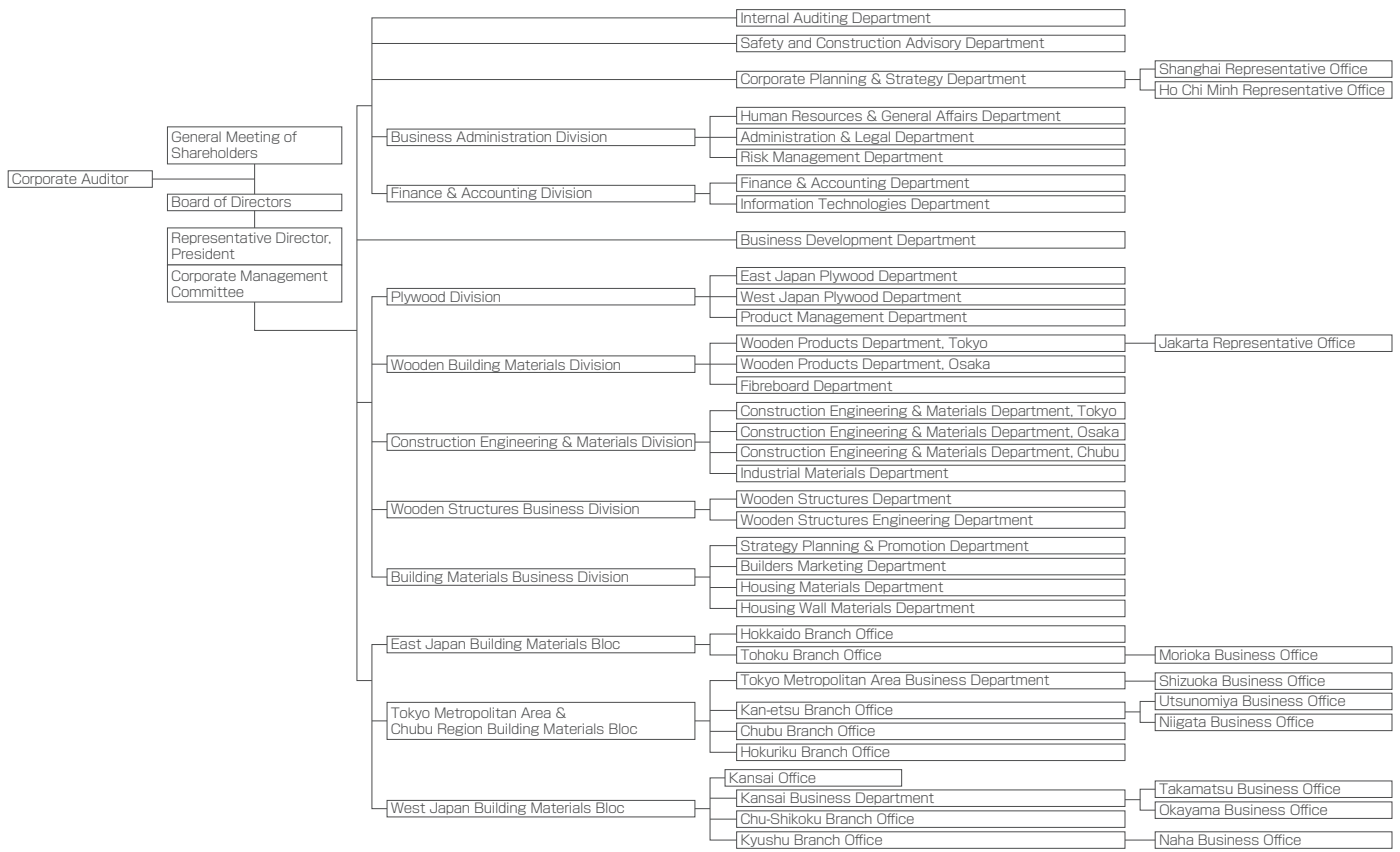 Corporate Auditor
General Meeting of
Shareholders
Board of Directors
Representative Director,
President
Corporate Management
Committee
Internal Auditing Department
Safety and Construction Advisory Department
Corporate Planning & Strategy Department
Shanghai Representative Office
Ho Chi Minh Representative Office
Business Administration Division
Human Resources & General Affairs Department
Administration & Legal Department
Risk Management Department
Finance & Accounting Division
Finance & Accounting Department
Information Technologies Department
Business Development Department
Plywood Division
East Japan Plywood Department
West Japan Plywood Department
Product Management Department
Wooden Building Materials Division
Wooden Products Department, Tokyo
Jakarta Representative Office
Wooden Products Department, Osaka
Fibreboard Department
Construction Engineering & Materials Division
Construction Engineering & Materials Department, Tokyo
Construction Engineering & Materials Department, Osaka
Construction Engineering & Materials Department, Chubu
Industrial Materials Department
Wooden Structures Business Division
Wooden Structures Department
Wooden Structures Engineering Department
Building Materials Business Division
Strategy Planning & Promotion Department
Builders Marketing Department
Housing Materials Department
Housing Wall Materials Department
East Japan Building Materials Bloc
Hokkaido Branch Office
Tohoku Branch Office
Morioka Business Office
Tokyo Metropolitan Area &
Chubu Region Building Materials Bloc
Tokyo Metropolitan Area Business Department
Shizuoka Business Office
Kan-etsu Branch Office
Utsunomiya Business Office
Niigata Business Office
Chubu Branch Office
Hokuriku Branch Office
West Japan Building Materials Bloc
Kansai Office
Kansai Business Department
Takamatsu Business Office
Okayama Business Office
Chu-Shikoku Branch Office
Kyushu Branch Office
Naha Business Office